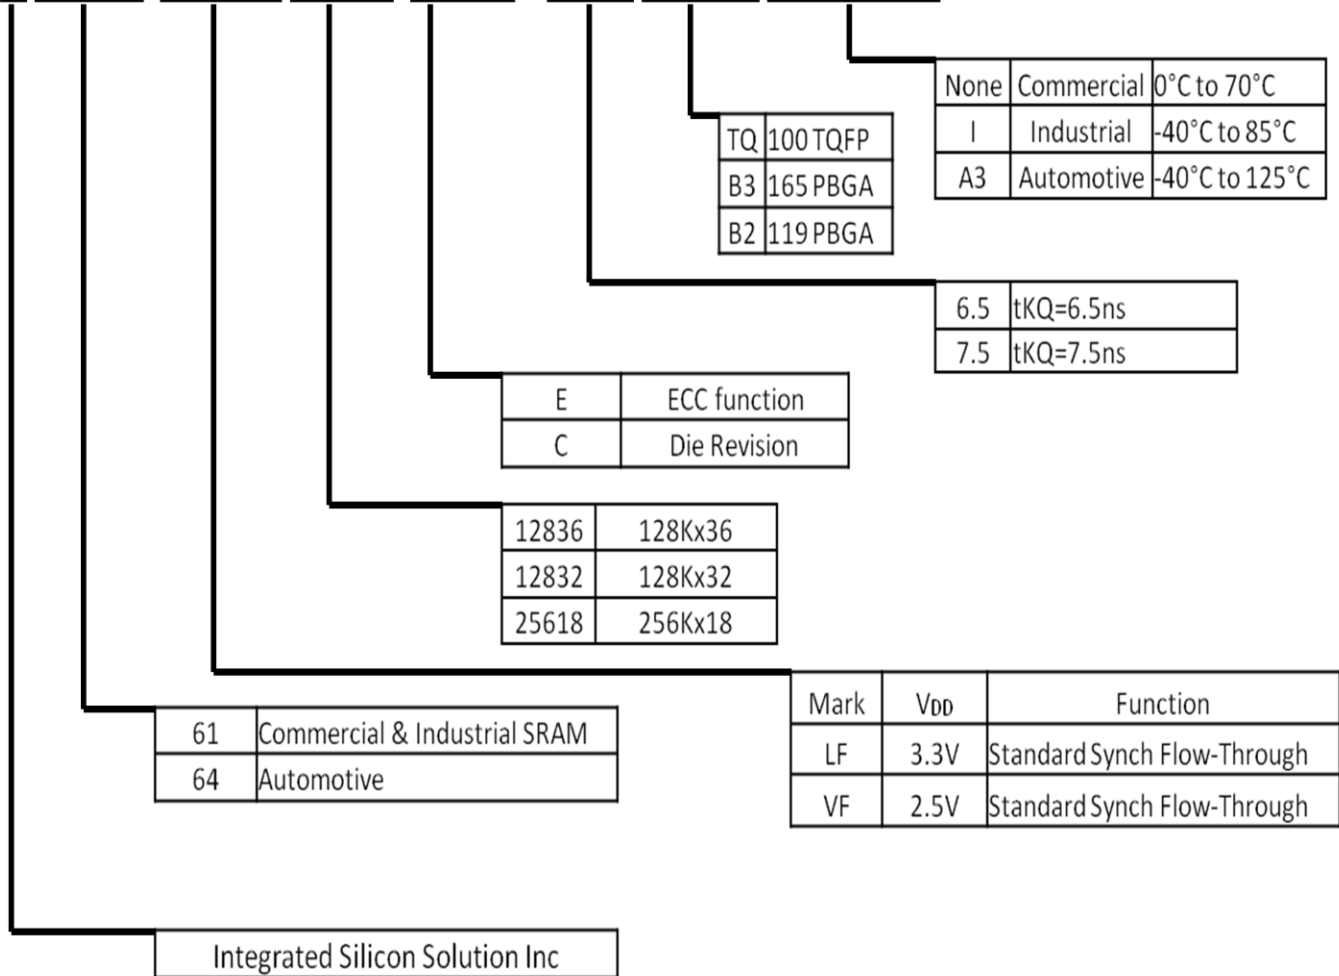 None Commercial 0°C to 70°C
I Industrial -40°C to 85°C
A3 Automotive -40°C to 125°C
TQ 100 TQFP
B3 165 PBGA
B2 119 PBGA
6.5 tKQ=6.5ns
7.5 tKQ=7.5ns
E ECC function
C Die Revision
12836 128Kx36
12832 128Kx32
25618 256Kx18
Mark VDD Function
LF 3.3V Standard Synch Flow-Through
VF 2.5V Standard Synch Flow-Through
61 Commercial & Industrial SRAM
64 Automotive
Integrated Silicon Solution Inc